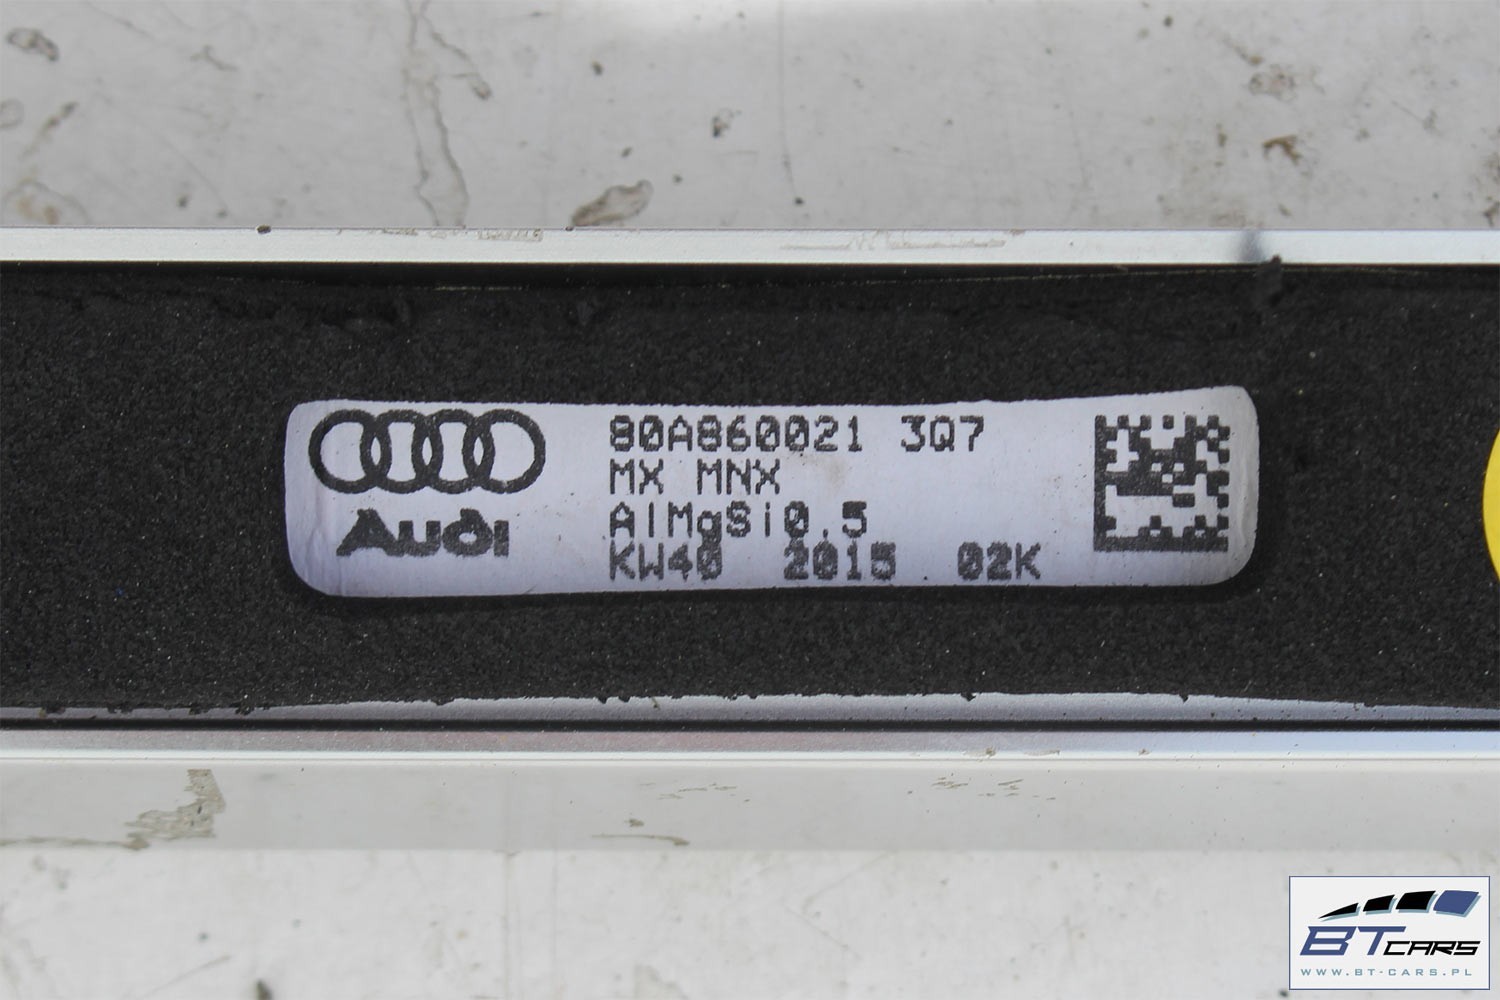 80A860021 3Q7
MX MNX
AlMgSi0.5
KW40 2015 02K
Audi
BT CARS
WWW.BT-CARS.PL